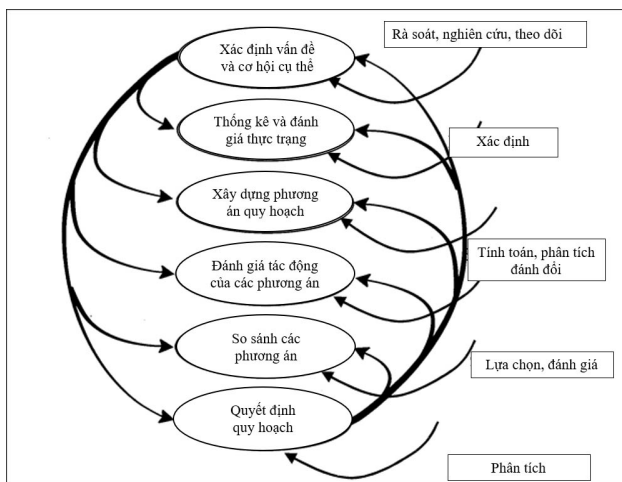 Xác định vấn đề
và cơ hội cụ thể
Rà soát, nghiên cứu, theo dõi
Thống kê và đánh
giá thực trạng
Xác định
Xây dựng phương
án quy hoạch
Đánh giá tác động
của các phương án
Tính toán, phân tích
đánh đổi
So sánh các
phương án
Lựa chọn, đánh giá
Quyết định
quy hoạch
Phân tích